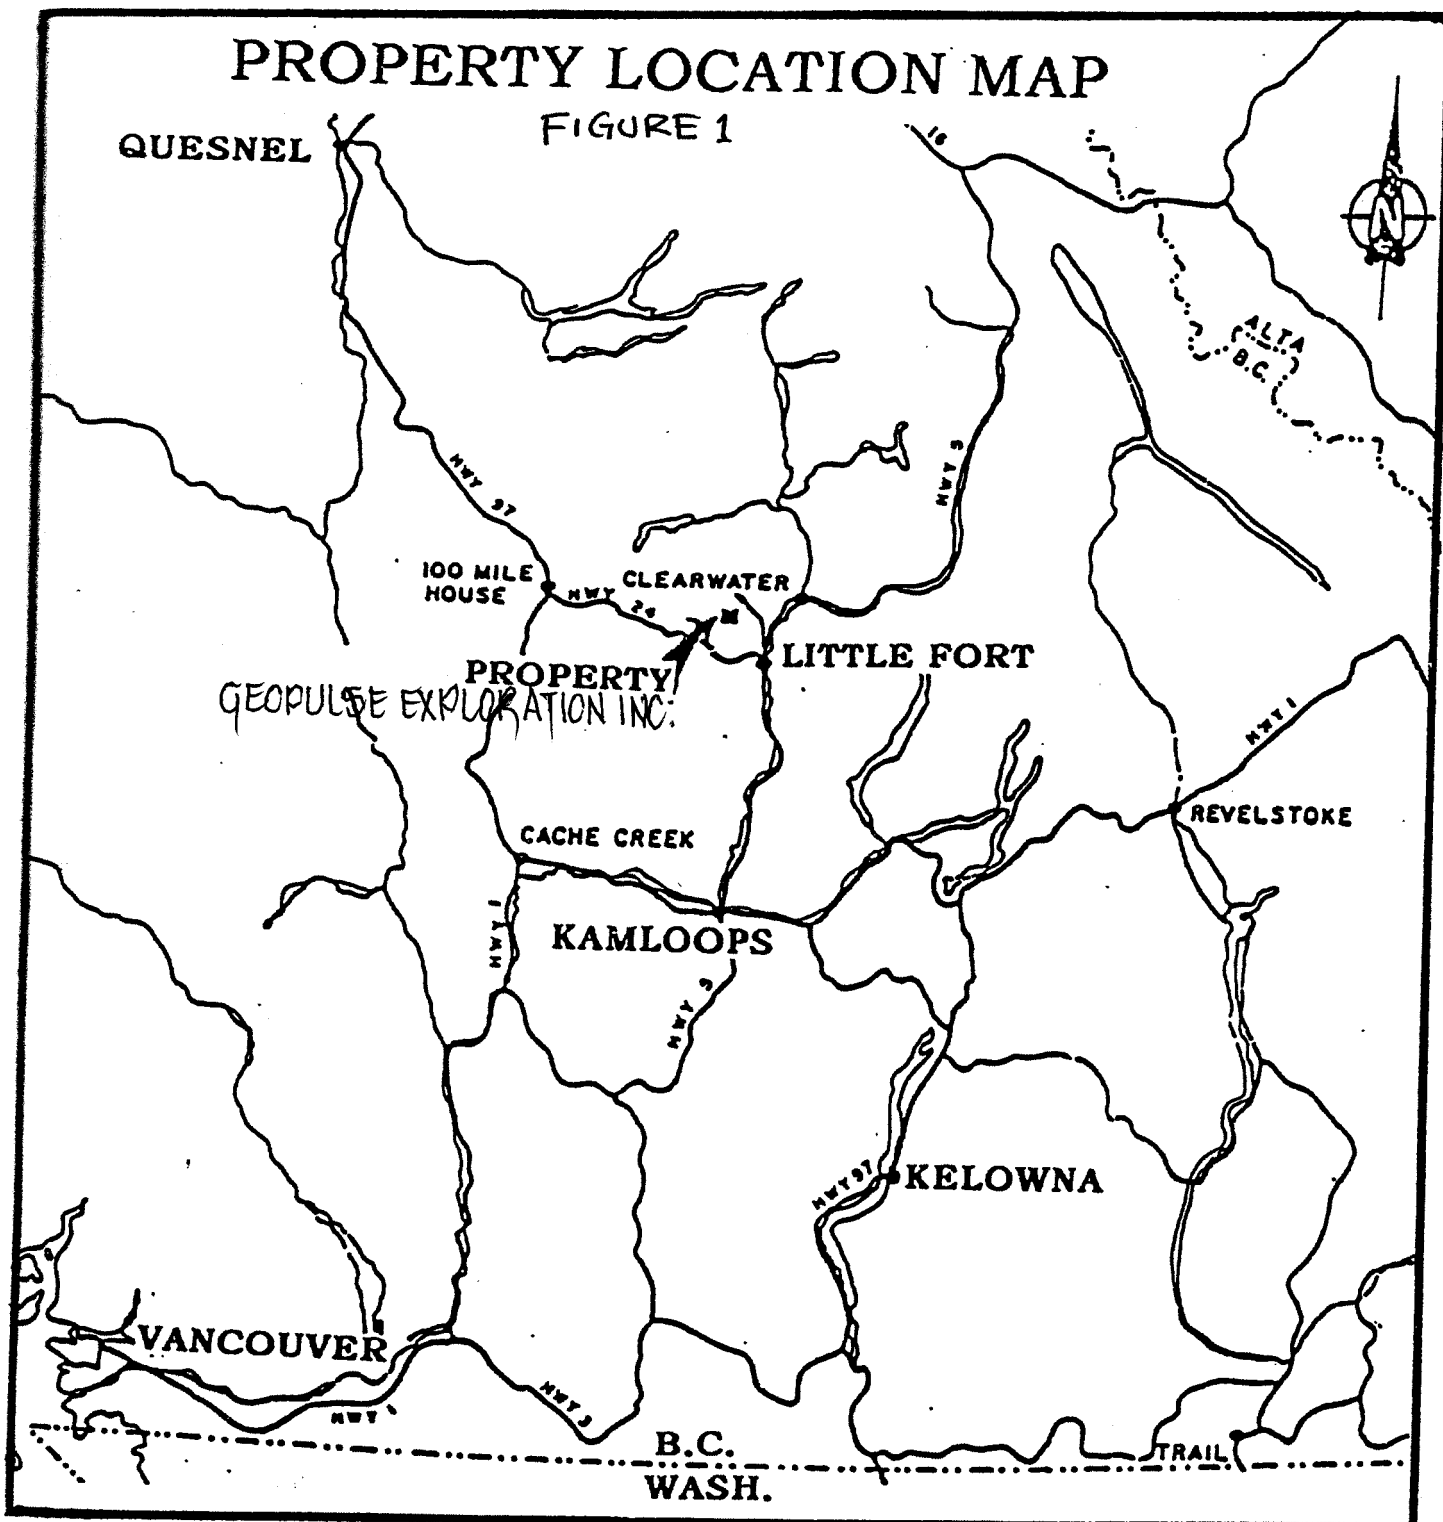 PROPERTY LOCATION MAP
FIGURE 1
QUESNEL
16
N
ALTA
B.C.
HWY 97
HWY 5
100 MILE
HOUSE
HWY 24
CLEARWATER
LITTLE FORT
PROPERTY
GEOPULSE EXPLORATION INC.
HWY 1
REVELSTOKE
CACHE CREEK
HWY 1
KAMLOOPS
HWY 5
HWY 97
KELOWNA
VANCOUVER
HWY 1
HWY 3
B.C.
WASH.
TRAIL